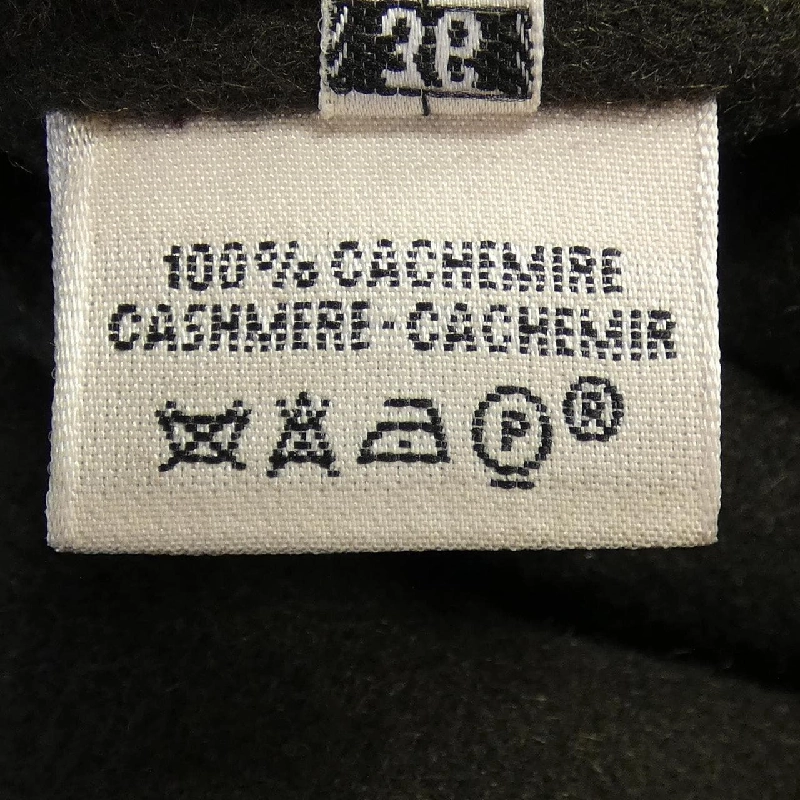 38
100% CACHEMIRE
CASHMERE-CACHEMIR
P ®